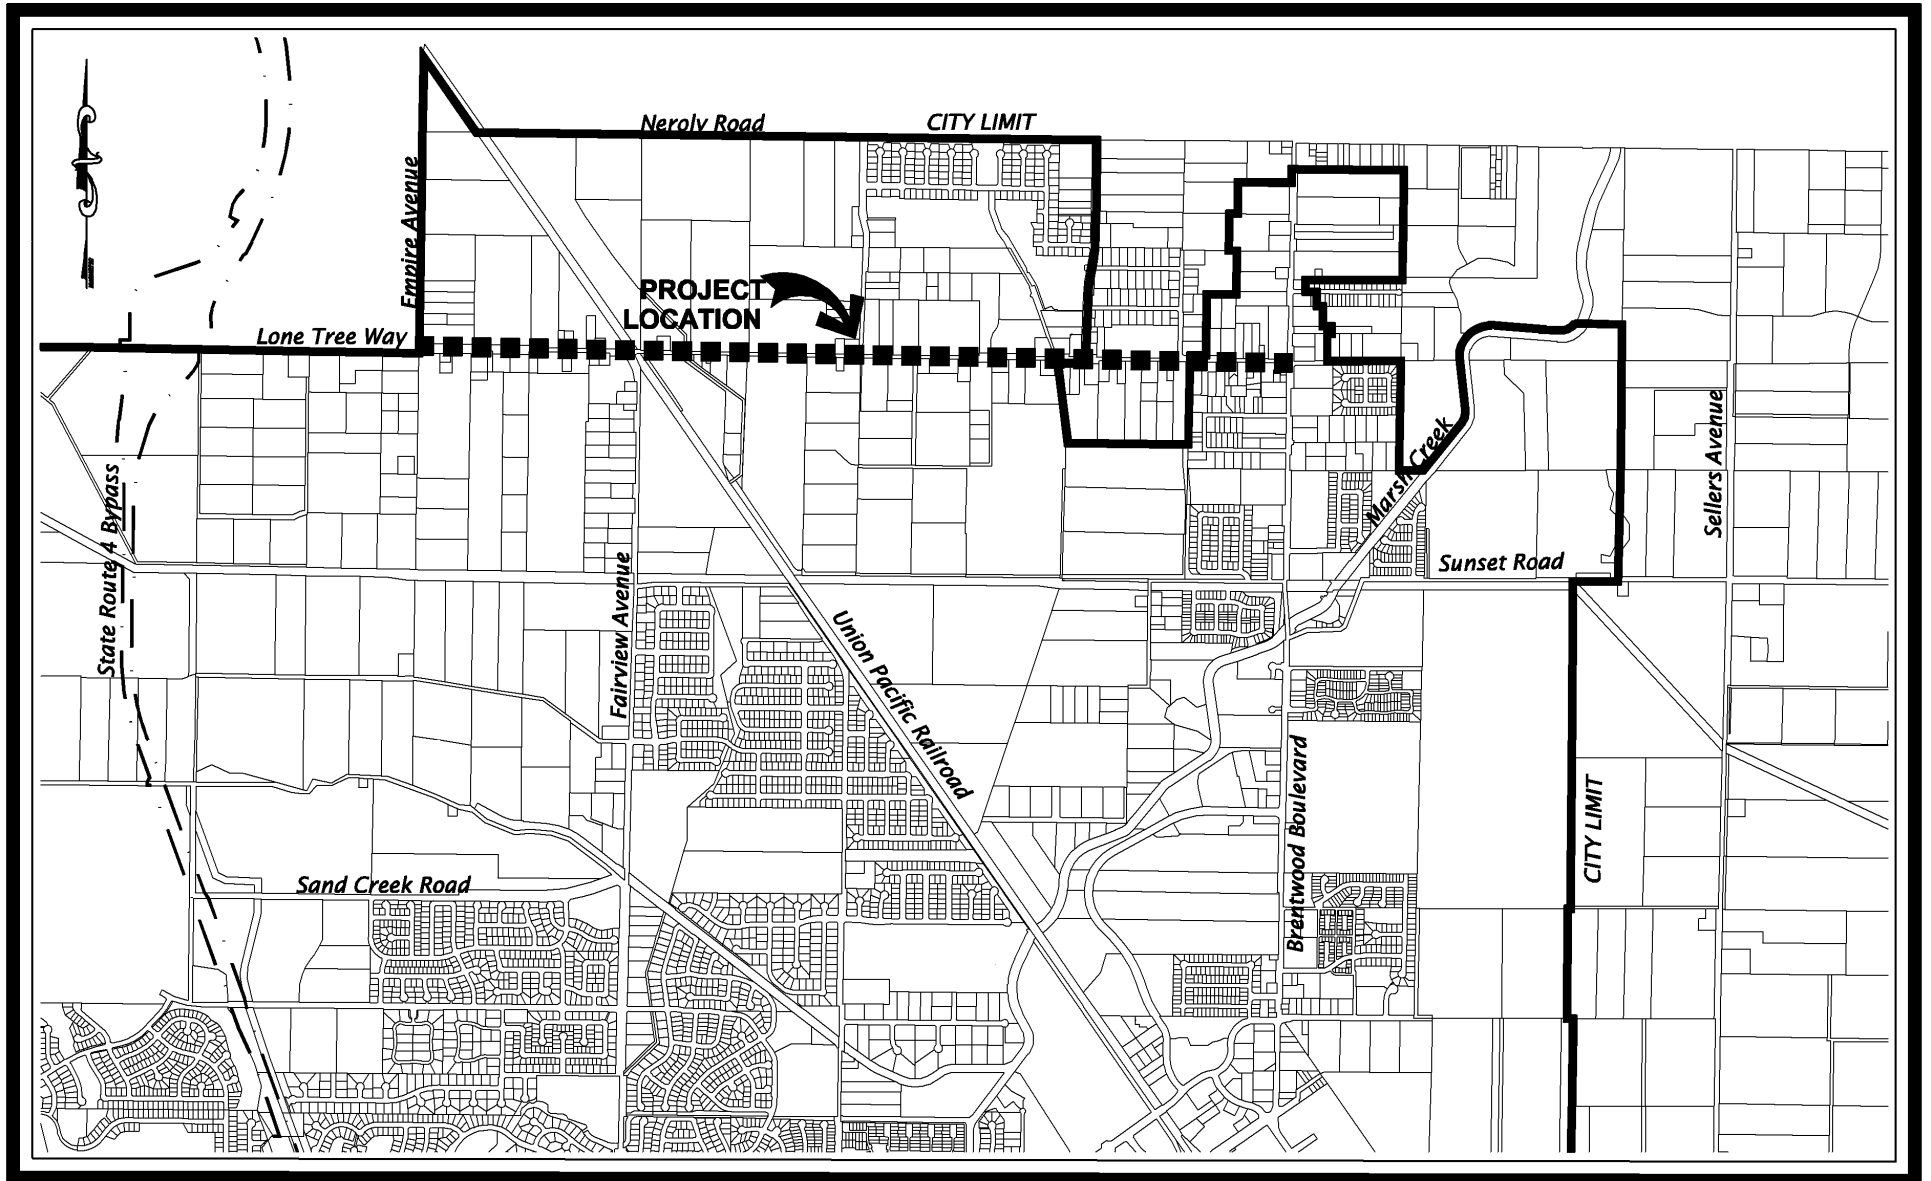 Neroly Road
CITY LIMIT
Empire Avenue
PROJECT
LOCATION
Lone Tree Way
Sellers Avenue
Marsh Creek
State Route 4 Bypass
Sunset Road
Fairview Avenue
Union Pacific Railroad
Brentwood Boulevard
CITY LIMIT
Sand Creek Road